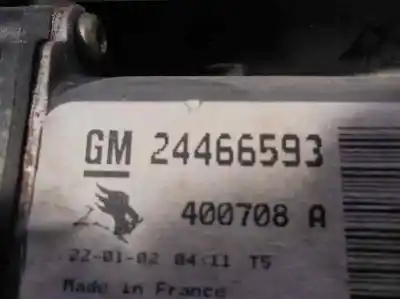 GM 24466593
400708 A
22-01-02 04:11 T5
Made in France